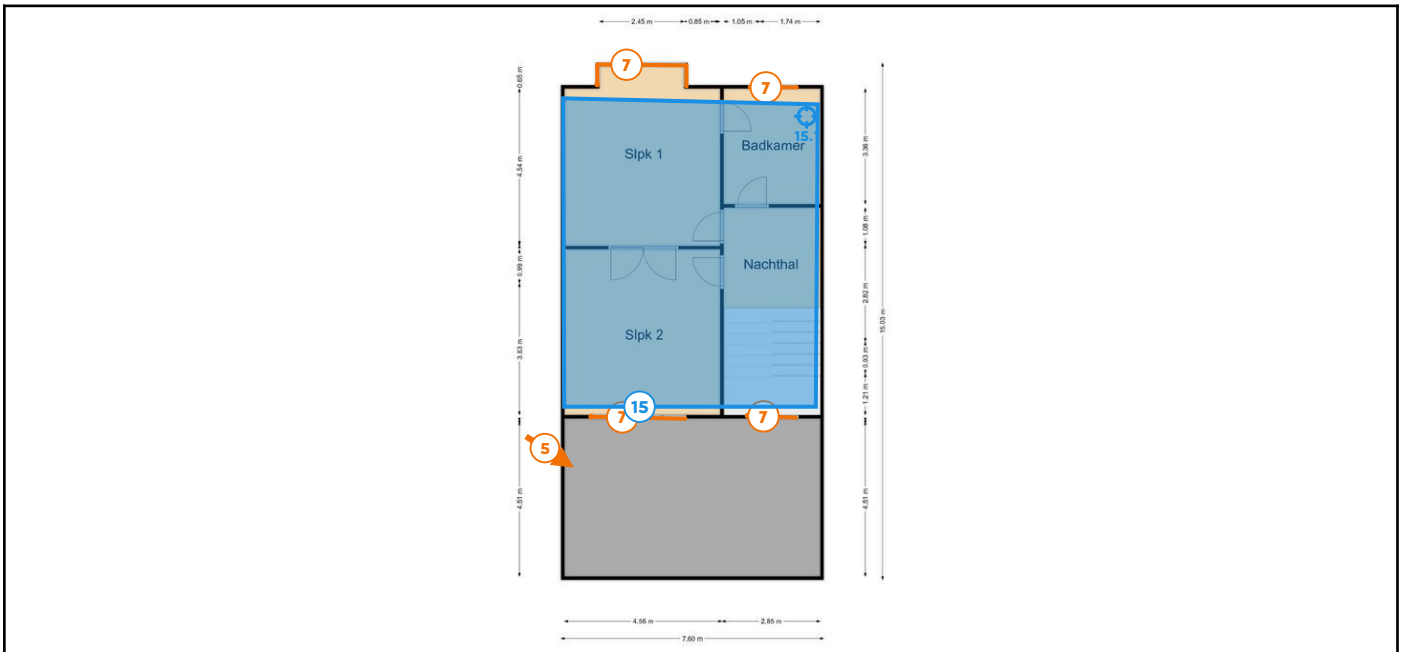 2.45 m 0.85 m 1.05 m 1.74 m
7
7
0.65 m
4.54 m
0.99 m
3.83 m
4.51 m
15.
Badkamer
Slpk 1
Nachthal
Slpk 2
15
7
7
5
3.36 m
1.08 m
2.82 m
0.93 m
1.21 m
4.51 m
15.03 m
4.56 m 2.85 m
7.60 m